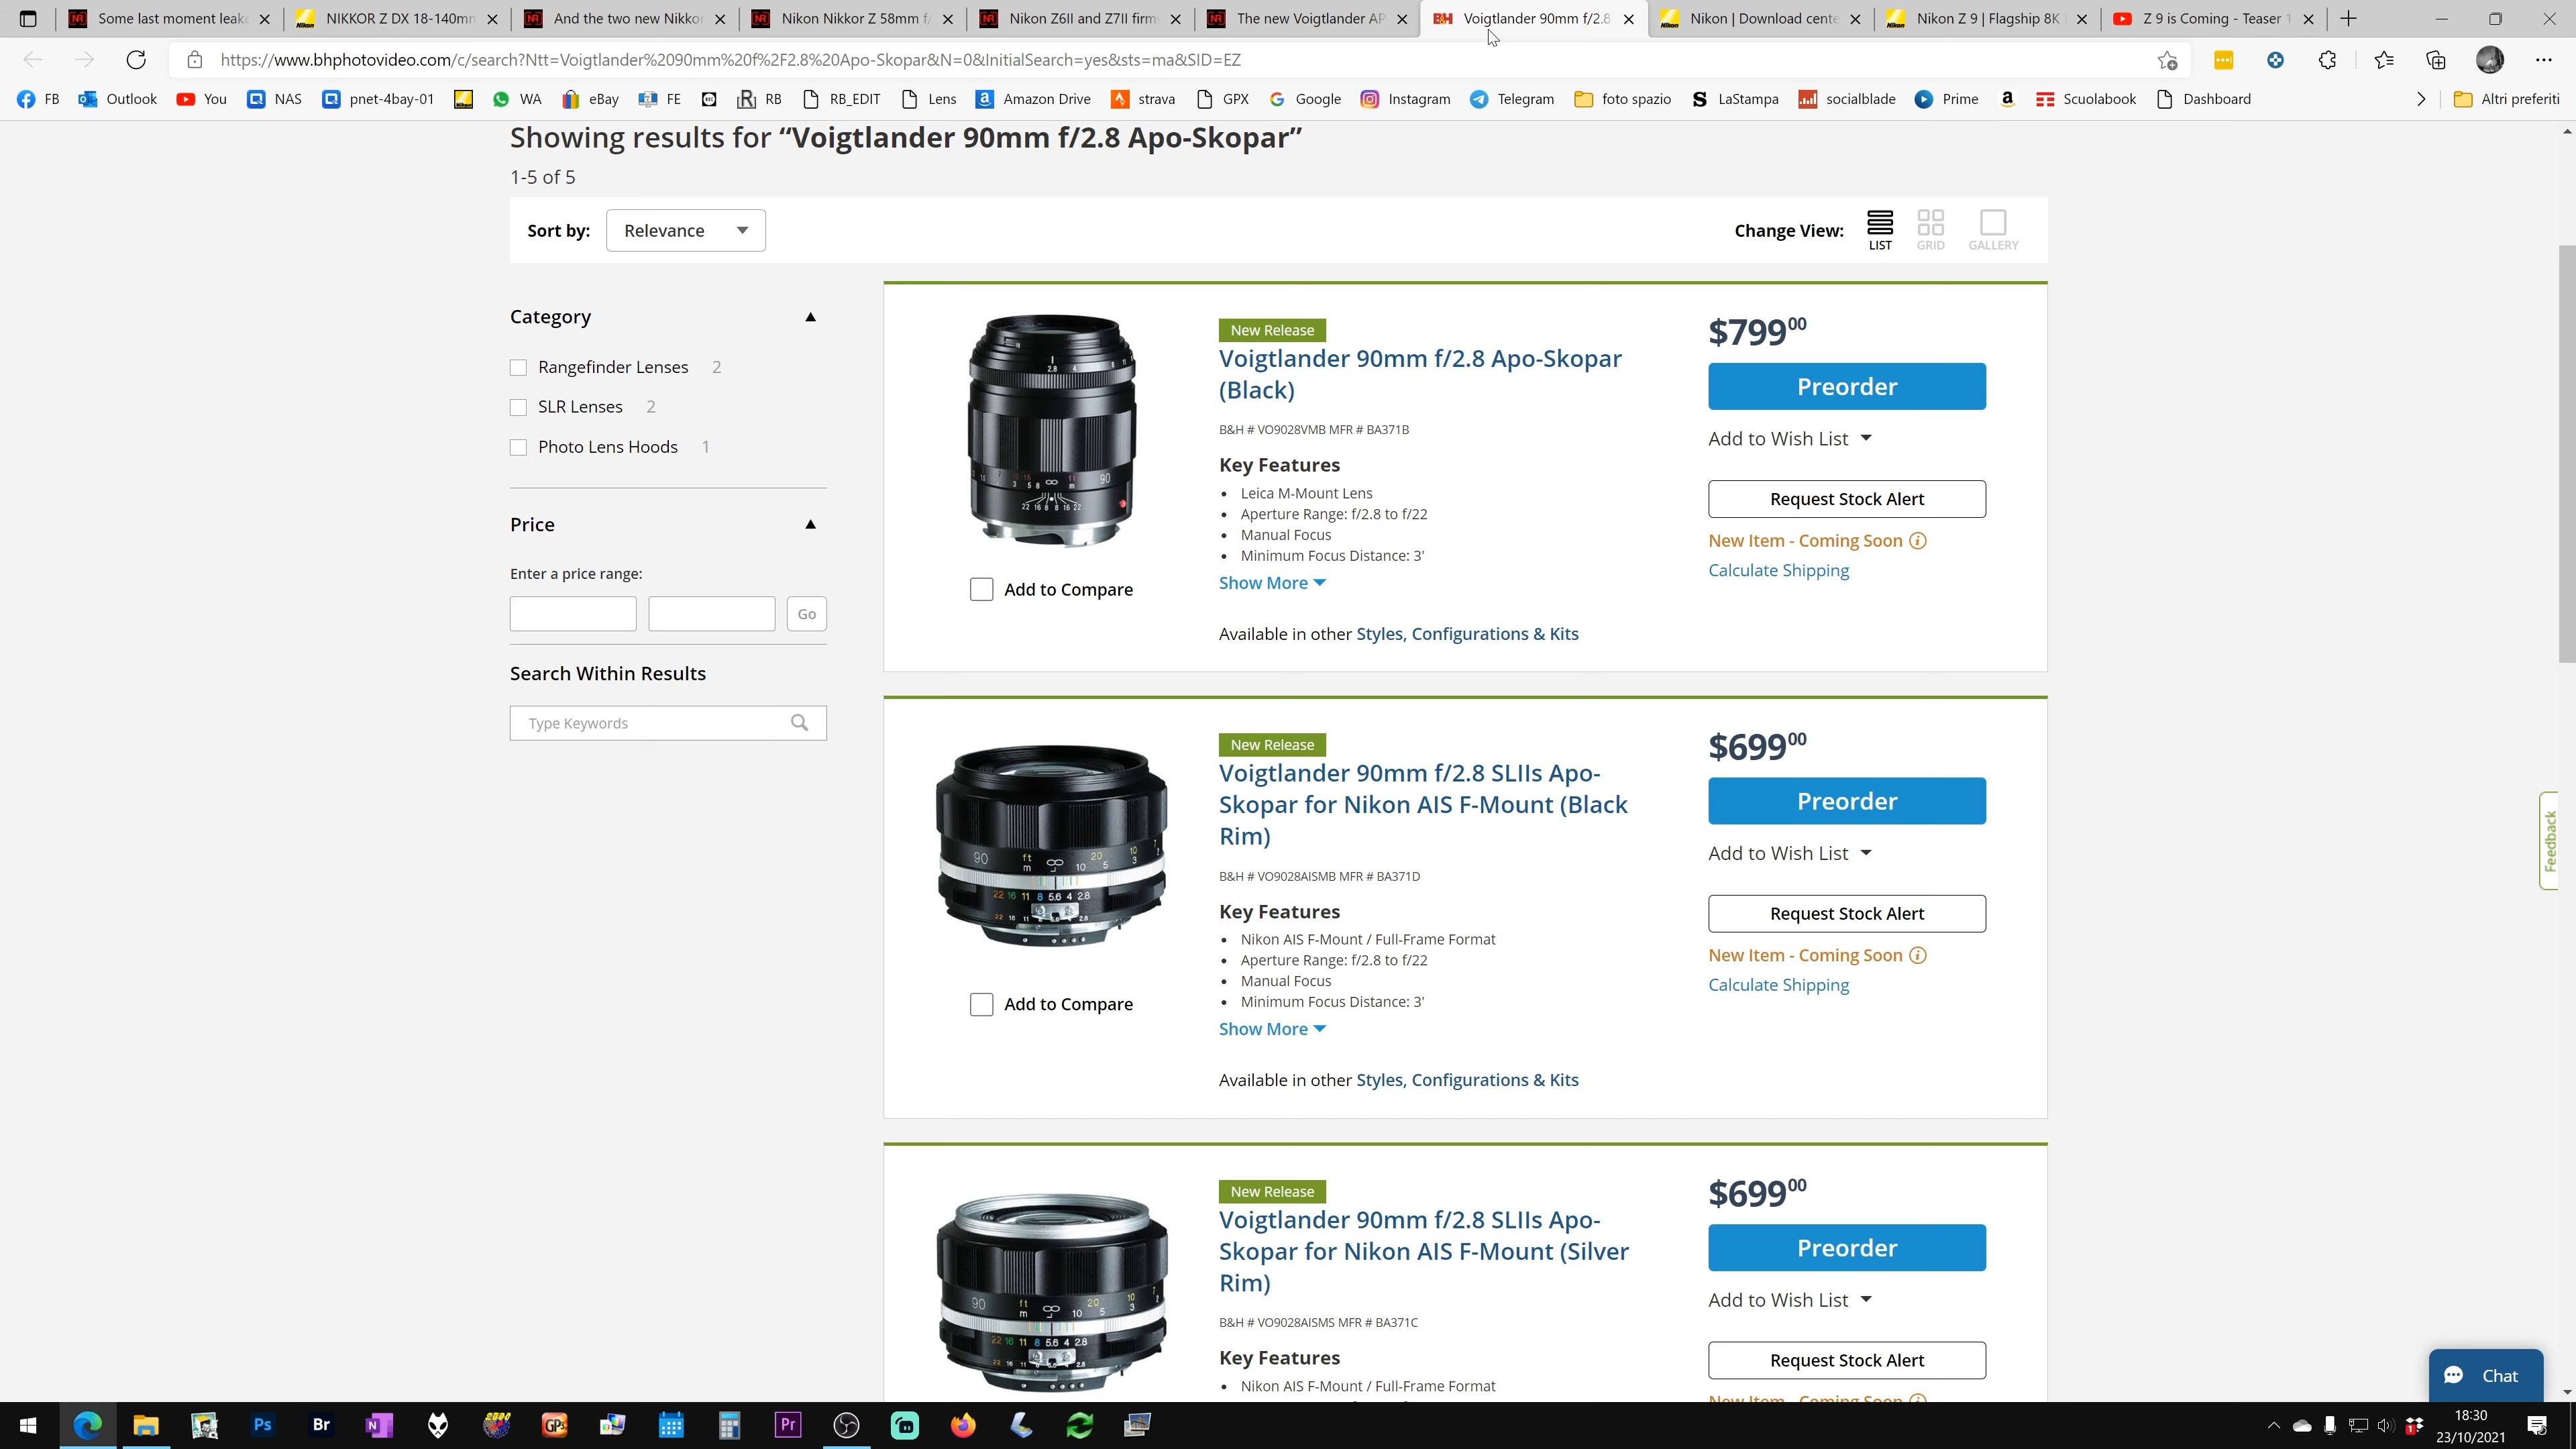 Some last moment leake
NIKKOR Z DX 18-140mm
And the two new Nikkor
Nikon Nikkor Z 58mm f/
Nikon Z6II and Z7II firm
The new Voigtlander AP
B&H Voigtlander 90mm f/2.8
Nikon | Download cente
Nikon Z 9 | Flagship 8K
Z 9 is Coming - Teaser 1
https://www.bhphotovideo.com/c/search?Ntt=Voigtlander%2090mm%20f%2F2.8%20Apo-Skopar&N=0&InitialSearch=yes&sts=ma&SID=EZ
FB Outlook You NAS pnet-4bay-01 WA eBay FE RB RB_EDIT Lens Amazon Drive strava GPX Google Instagram Telegram foto spazio LaStampa socialblade Prime Scuolabook Dashboard Altri preferiti
Showing results for “Voigtlander 90mm f/2.8 Apo-Skopar”
1-5 of 5
Sort by: Relevance
Change View: LIST GRID GALLERY
Category
Rangefinder Lenses 2
SLR Lenses 2
Photo Lens Hoods 1
Price
Enter a price range:
Go
Search Within Results
Type Keywords
New Release
Voigtlander 90mm f/2.8 Apo-Skopar
(Black)
B&H # VO9028VMB MFR # BA371B
Key Features
• Leica M-Mount Lens
• Aperture Range: f/2.8 to f/22
• Manual Focus
• Minimum Focus Distance: 3'
Show More
Available in other Styles, Configurations & Kits
Add to Compare
$799 00
Preorder
Add to Wish List
Request Stock Alert
New Item - Coming Soon
Calculate Shipping
New Release
Voigtlander 90mm f/2.8 SLIIs Apo-
Skopar for Nikon AIS F-Mount (Black
Rim)
B&H # VO9028AISMB MFR # BA371D
Key Features
• Nikon AIS F-Mount / Full-Frame Format
• Aperture Range: f/2.8 to f/22
• Manual Focus
• Minimum Focus Distance: 3'
Show More
Available in other Styles, Configurations & Kits
Add to Compare
$699 00
Preorder
Add to Wish List
Request Stock Alert
New Item - Coming Soon
Calculate Shipping
New Release
Voigtlander 90mm f/2.8 SLIIs Apo-
Skopar for Nikon AIS F-Mount (Silver
Rim)
B&H # VO9028AISMS MFR # BA371C
Key Features
• Nikon AIS F-Mount / Full-Frame Format
$699 00
Preorder
Add to Wish List
Request Stock Alert
New Item - Coming Soon
Feedback
Chat
Ps Br Pr
18:30
23/10/2021